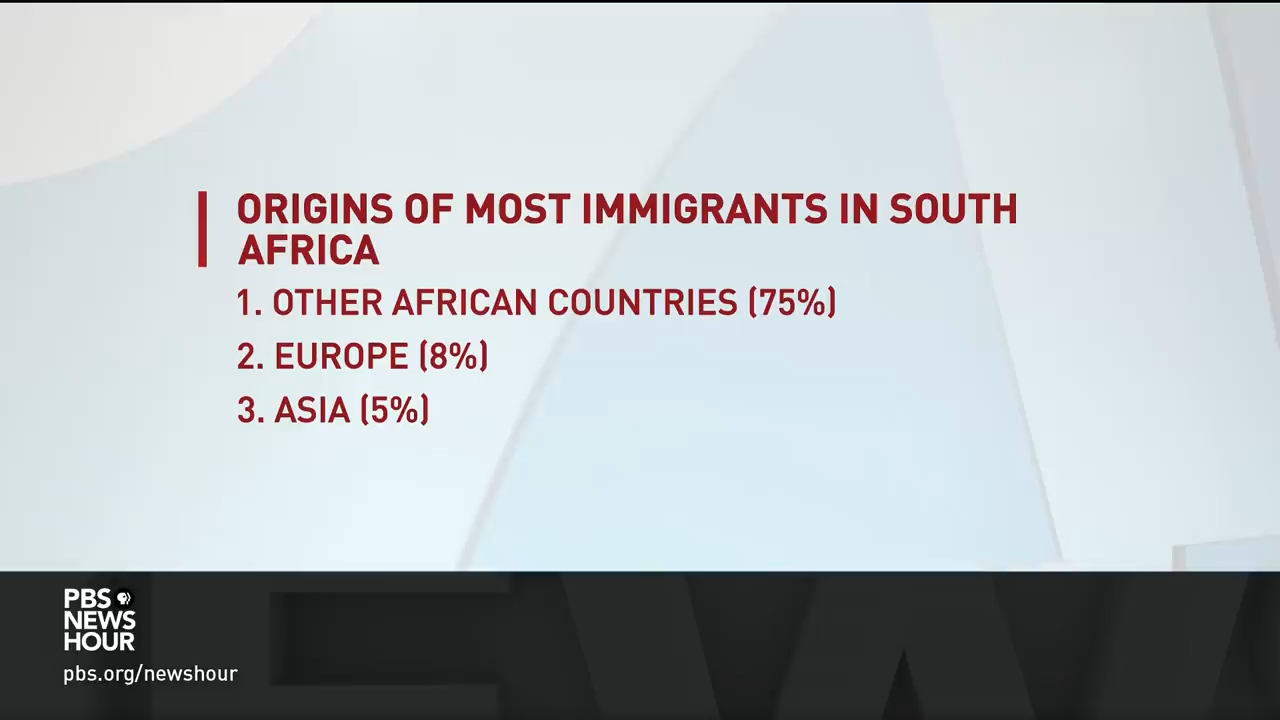 ORIGINS OF MOST IMMIGRANTS IN SOUTH
AFRICA
1. OTHER AFRICAN COUNTRIES (75%)
2. EUROPE (8%)
3. ASIA (5%)
PBS
NEWS
HOUR
pbs.org/newshour